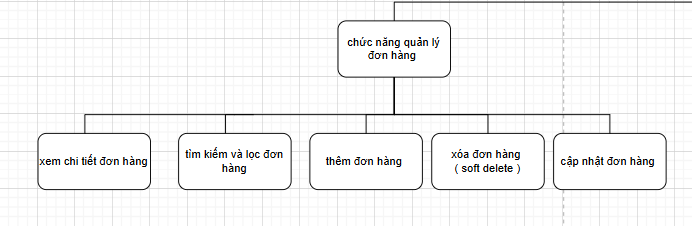 chức năng quản lý
đơn hàng
xem chi tiết đơn hàng
tìm kiếm và lọc đơn
hàng
thêm đơn hàng
xóa đơn hàng
( soft delete )
cập nhật đơn hàng